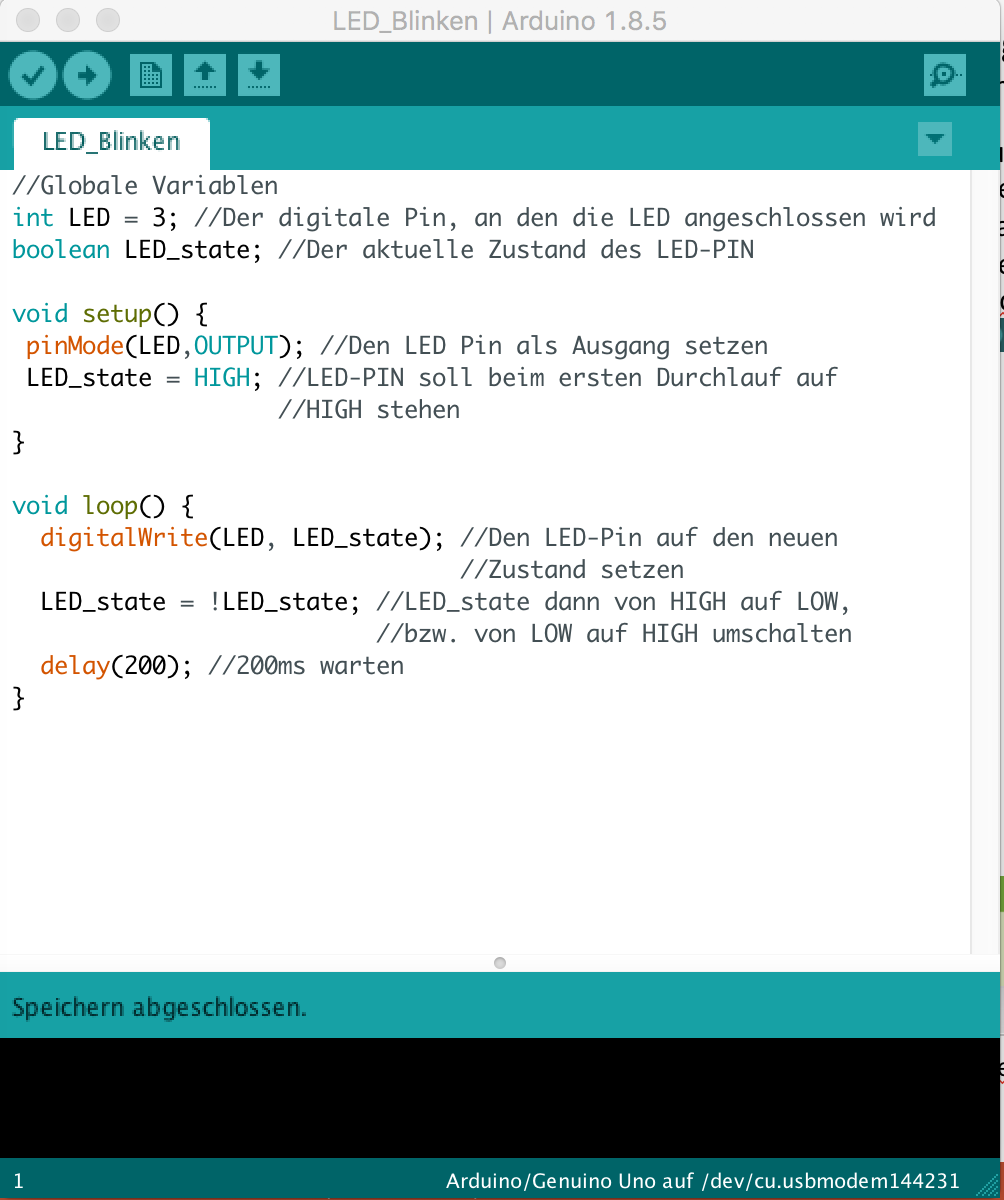 LED_Blinken | Arduino 1.8.5
LED_Blinken
//Globale Variablen
int LED = 3; //Der digitale Pin, an den die LED angeschlossen wird
boolean LED_state; //Der aktuelle Zustand des LED-PIN
void setup() {
pinMode(LED,OUTPUT); //Den LED Pin als Ausgang setzen
LED_state = HIGH; //LED-PIN soll beim ersten Durchlauf auf
//HIGH stehen
}
void loop() {
digitalWrite(LED, LED_state); //Den LED-Pin auf den neuen
//Zustand setzen
LED_state = !LED_state; //LED_state dann von HIGH auf LOW,
//bzw. von LOW auf HIGH umschalten
delay(200); //200ms warten
}
Speichern abgeschlossen.
1 Arduino/Genuino Uno auf /dev/cu.usbmodem144231